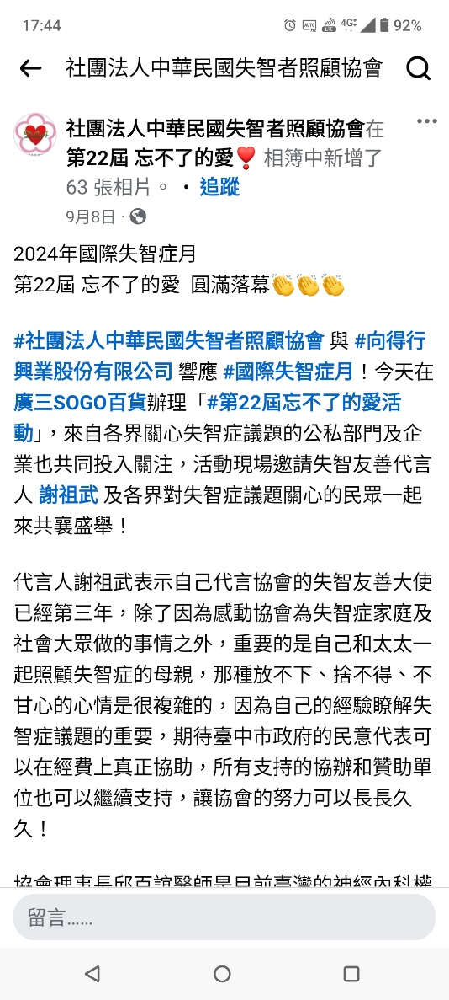 17:44
4G
92%
社團法人中華民國失智者照顧協會
社團法人中華民國失智者照顧協會在
第22屆 忘不了的愛❣️ 相簿中新增了
63 張相片。 · 追蹤
9月8日 ·
2024年國際失智症月
第22屆 忘不了的愛 圓滿落幕👏👏👏
#社團法人中華民國失智者照顧協會 與 #向得行
興業股份有限公司 響應 #國際失智症月！今天在
廣三SOGO百貨辦理「#第22屆忘不了的愛活
動」，來自各界關心失智症議題的公私部門及企
業也共同投入關注，活動現場邀請失智友善代言
人 謝祖武 及各界對失智症議題關心的民眾一起
來共襄盛舉！
代言人謝祖武表示自己代言協會的失智友善大使
已經第三年，除了因為感動協會為失智症家庭及
社會大眾做的事情之外，重要的是自己和太太一
起照顧失智症的母親，那種放不下、捨不得、不
甘心的心情是很複雜的，因為自己的經驗瞭解失
智症議題的重要，期待臺中市政府的民意代表可
以在經費上真正協助，所有支持的協辦和贊助單
位也可以繼續支持，讓協會的努力可以長長久
久！
協會理事長邱百誼醫師是目前臺灣的神經內科權
留言……